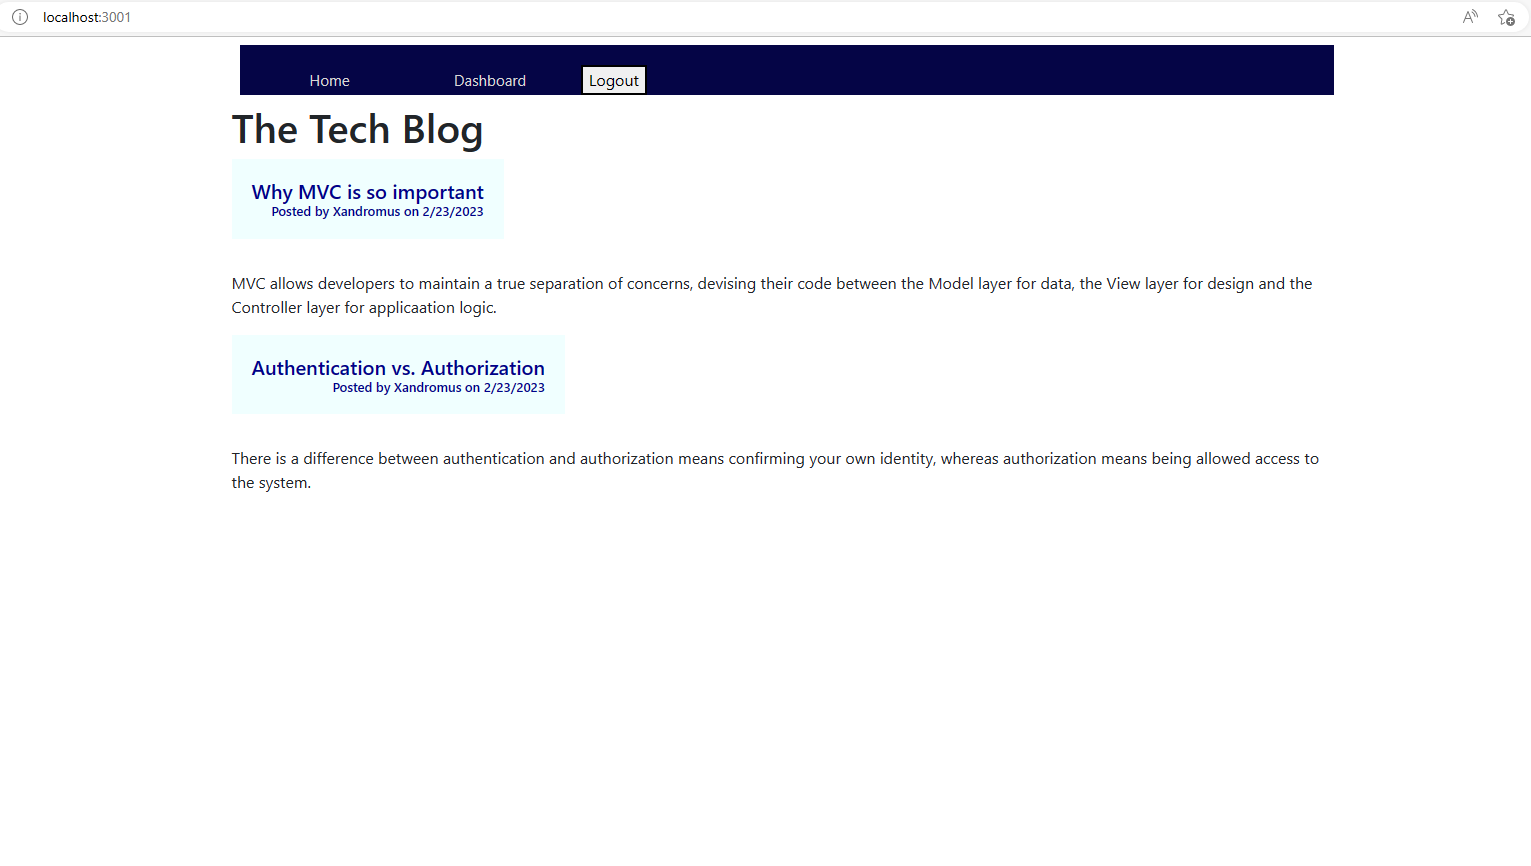 localhost:3001
Home Dashboard Logout
The Tech Blog
Why MVC is so important
Posted by Xandromus on 2/23/2023
MVC allows developers to maintain a true separation of concerns, devising their code between the Model layer for data, the View layer for design and the
Controller layer for applicaation logic.
Authentication vs. Authorization
Posted by Xandromus on 2/23/2023
There is a difference between authentication and authorization means confirming your own identity, whereas authorization means being allowed access to
the system.